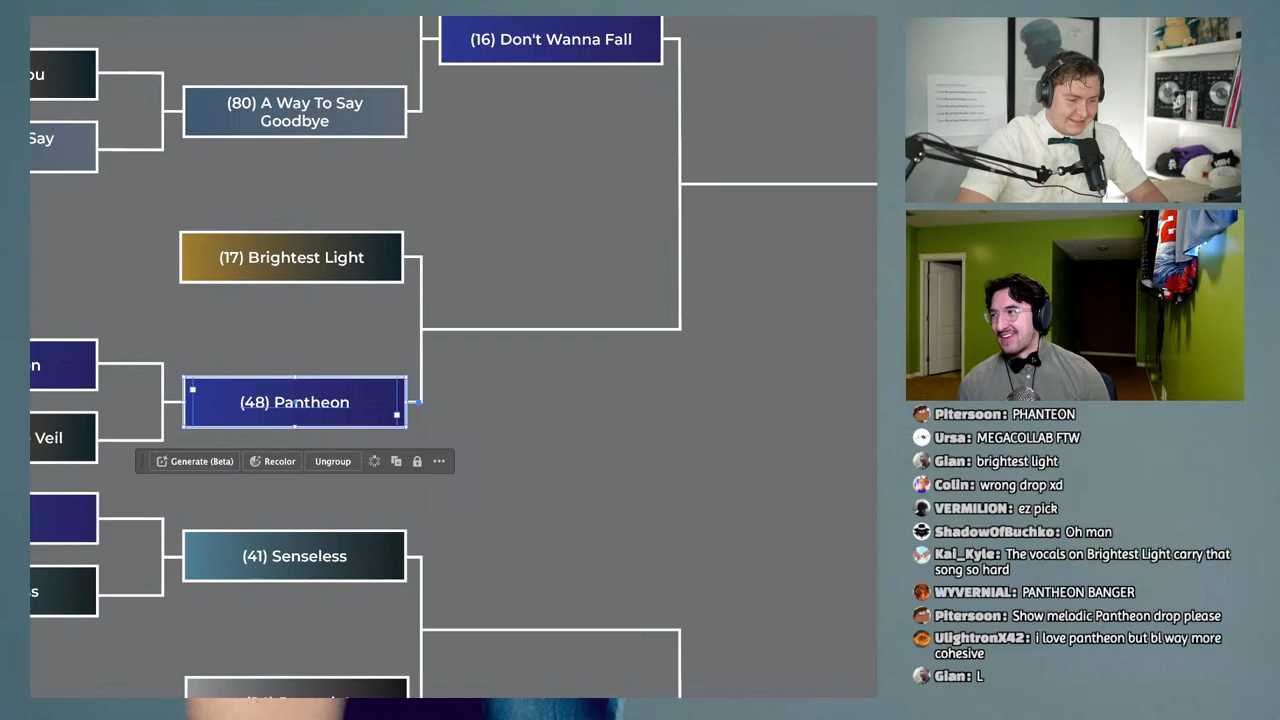 (16) Don't Wanna Fall
ou
(80) A Way To Say
Goodbye
Say
(17) Brightest Light
n
(48) Pantheon
Veil
Generate (Beta) Recolor Ungroup
(41) Senseless
s
Pitersoon: PHANTEON
Ursa: MEGACOLLAB FTW
Gian: brightest light
Colin: wrong drop xd
VERMILION: ez pick
ShadowOfBuchko: Oh man
Kai_Kyle: The vocals on Brightest Light carry that
song so hard
WYVERNIAL: PANTHEON BANGER
Pitersoon: Show melodic Pantheon drop please
UlightronX42: i love pantheon but bl way more
cohesive
Gian: L